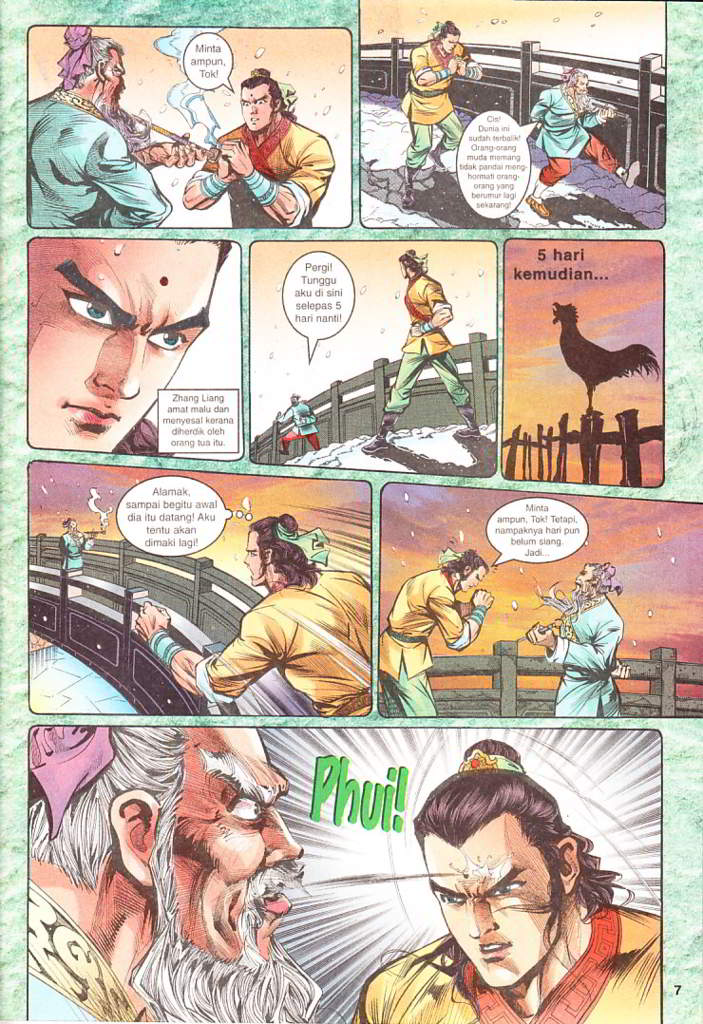 Minta
ampun,
Tok!
Cis!
Dunia ini
sudah terbalik!
Orang-orang
muda memang
tidak pandai meng-
hormati orang-
orang yang
berumur lagi
sekarang!
Zhang Liang
amat malu dan
menyesal kerana
diherdik oleh
orang tua itu.
Pergi!
Tunggu
aku di sini
selepas 5
hari nanti!
5 hari
kemudian...
Alamak,
sampai begitu awal
dia itu datang! Aku
tentu akan
dimaki lagi!
Minta
ampun, Tok! Tetapi,
nampaknya hari pun
belum siang.
Jadi...
Phui!
7